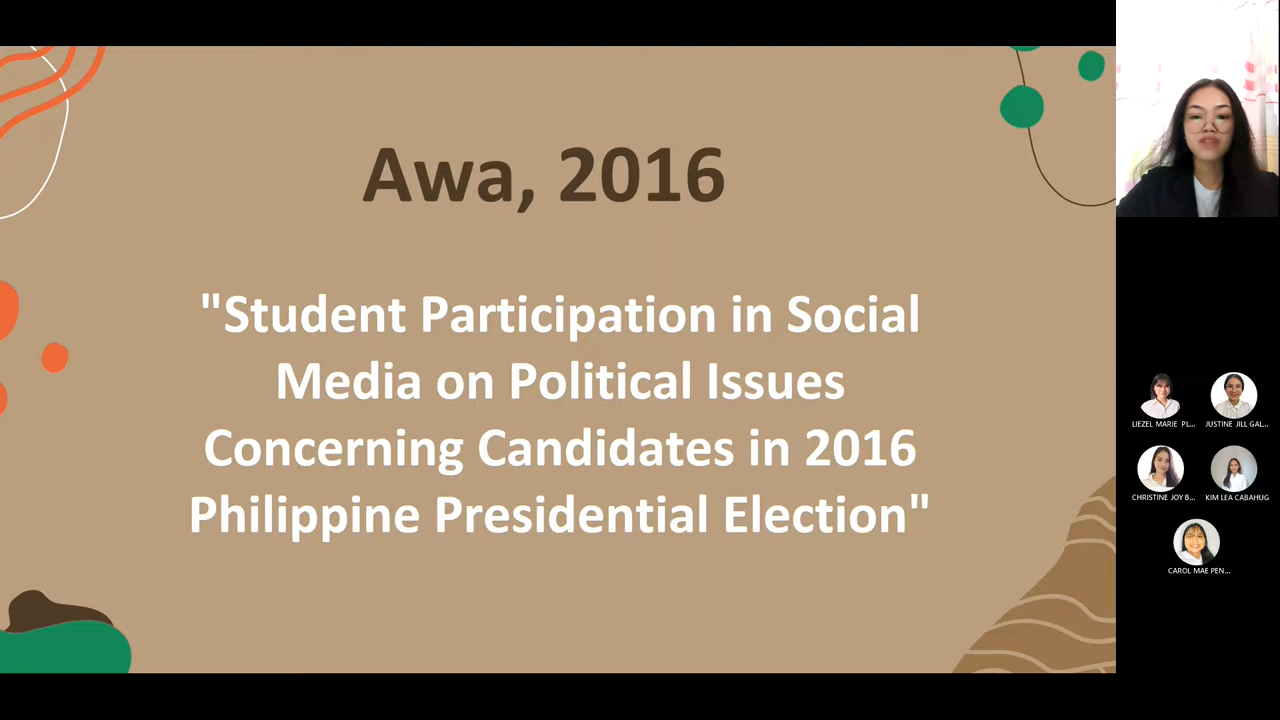 Awa, 2016
"Student Participation in Social
Media on Political Issues
Concerning Candidates in 2016
Philippine Presidential Election"
LIEZEL MARIE PL...
JUSTINE JILL GAL...
CHRISTINE JOY B...
KIM LEA CABAHUG
CAROL MAE PEN...